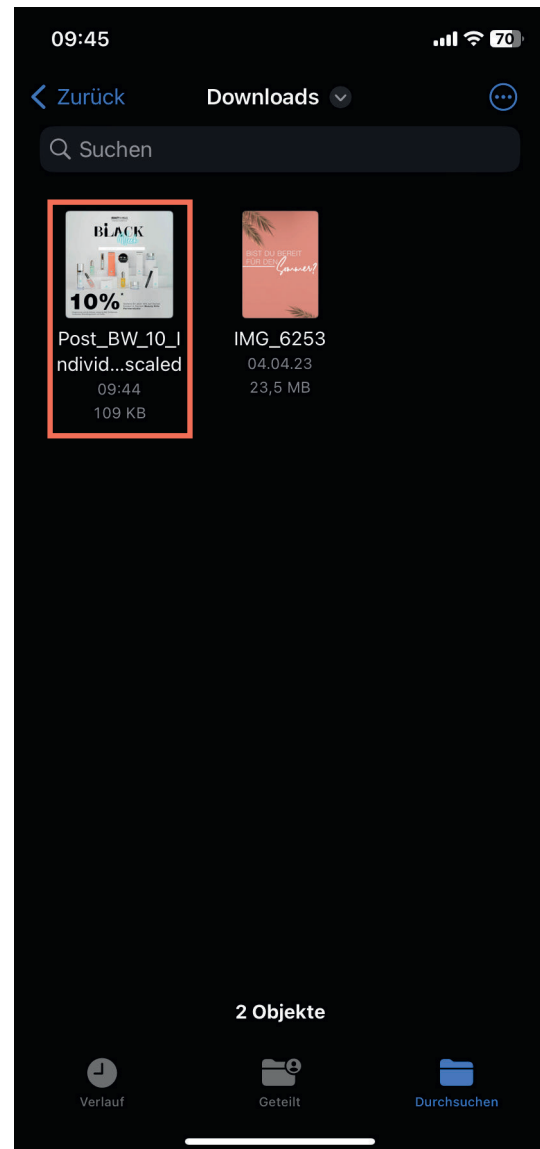 09:45
70
Zurück
Downloads
Suchen
BLACK
10%
BIST DU BEREIT
FÜR DEN Sommer?
Post_BW_10_I
ndivid...scaled
09:44
109 KB
IMG_6253
04.04.23
23,5 MB
2 Objekte
Verlauf
Geteilt
Durchsuchen